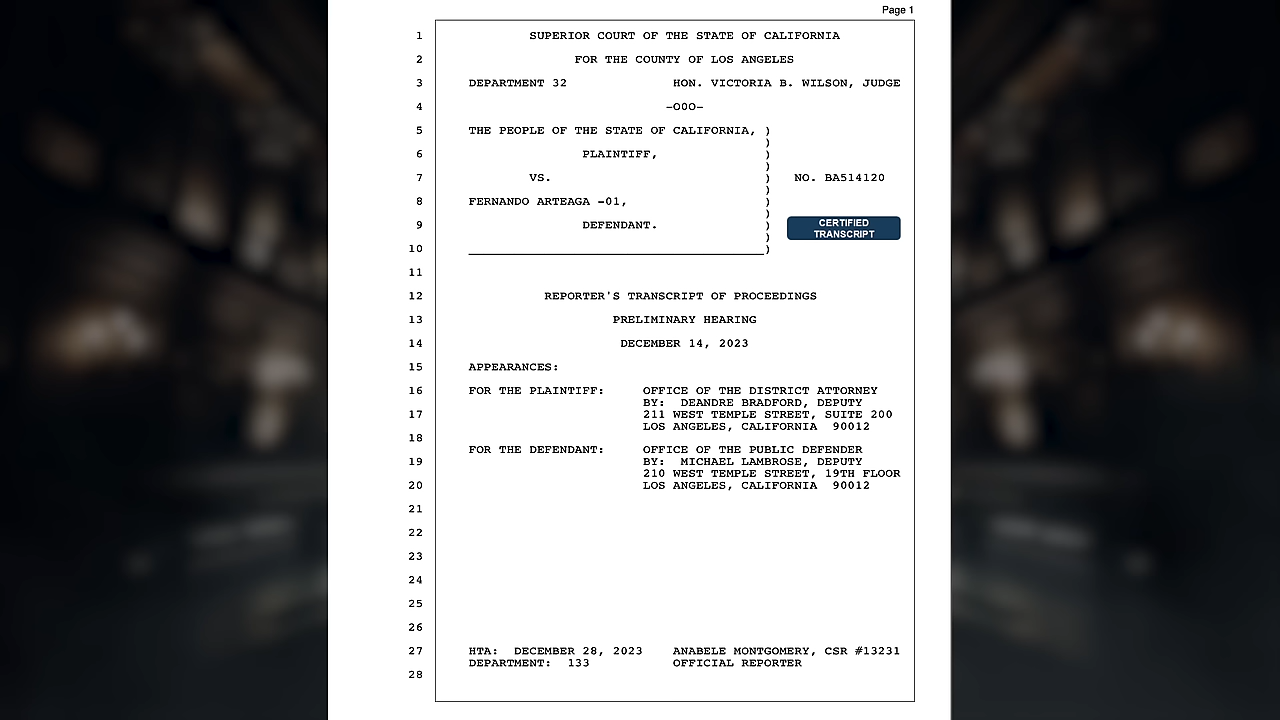 Page 1
1 SUPERIOR COURT OF THE STATE OF CALIFORNIA
2 FOR THE COUNTY OF LOS ANGELES
3 DEPARTMENT 32 HON. VICTORIA B. WILSON, JUDGE
4 -OOO-
5 THE PEOPLE OF THE STATE OF CALIFORNIA, )
)
6 PLAINTIFF, )
)
7 VS. ) NO. BA514120
)
8 FERNANDO ARTEAGA -01, )
)
9 DEFENDANT. ) CERTIFIED TRANSCRIPT
)
10 )
11
12 REPORTER'S TRANSCRIPT OF PROCEEDINGS
13 PRELIMINARY HEARING
14 DECEMBER 14, 2023
15 APPEARANCES:
16 FOR THE PLAINTIFF: OFFICE OF THE DISTRICT ATTORNEY
BY: DEANDRE BRADFORD, DEPUTY
17 211 WEST TEMPLE STREET, SUITE 200
LOS ANGELES, CALIFORNIA 90012
18
FOR THE DEFENDANT: OFFICE OF THE PUBLIC DEFENDER
19 BY: MICHAEL LAMBROSE, DEPUTY
210 WEST TEMPLE STREET, 19TH FLOOR
20 LOS ANGELES, CALIFORNIA 90012
21
22
23
24
25
26
27 HTA: DECEMBER 28, 2023 ANABELE MONTGOMERY, CSR #13231
DEPARTMENT: 133 OFFICIAL REPORTER
28